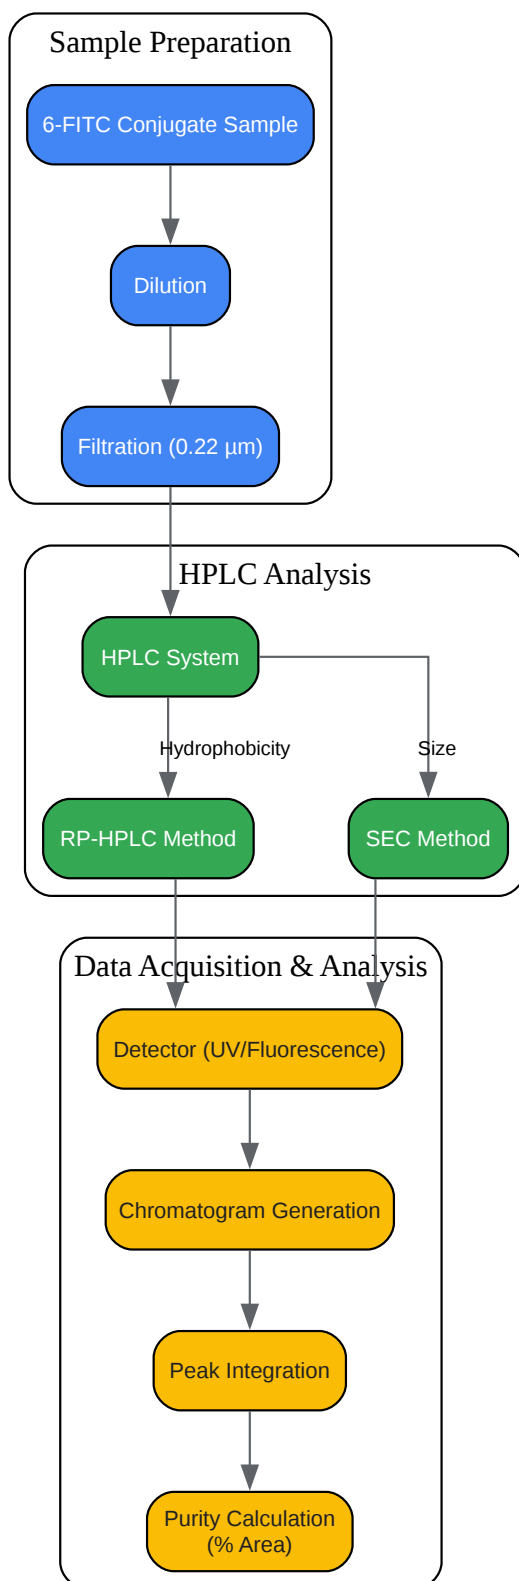 Sample Preparation
6-FITC Conjugate Sample
Dilution
Filtration (0.22 µm)
HPLC Analysis
HPLC System
Hydrophobicity
Size
RP-HPLC Method
SEC Method
Data Acquisition & Analysis
Detector (UV/Fluorescence)
Chromatogram Generation
Peak Integration
Purity Calculation
(% Area)